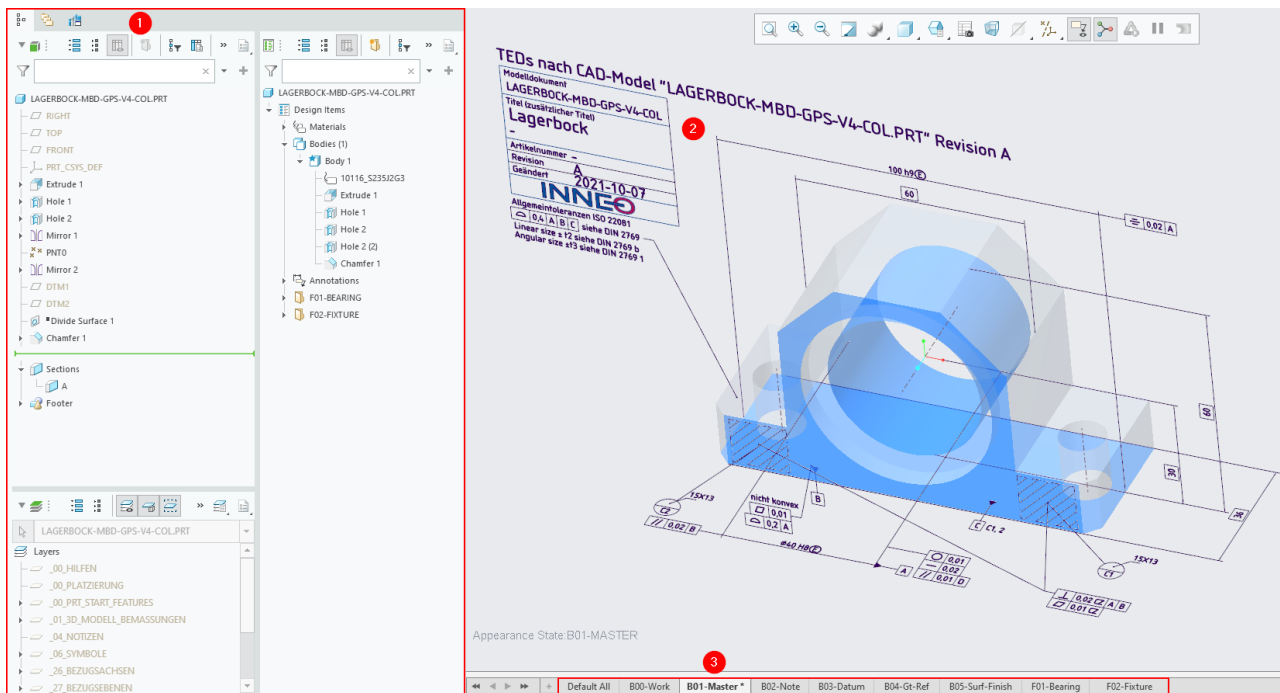 1
LAGERBOCK-MBD-GPS-V4-COL.PRT
RIGHT
TOP
FRONT
PRT_CSYS_DEF
Extrude 1
Hole 1
Hole 2
Mirror 1
PNT0
Mirror 2
DTM1
DTM2
Divide Surface 1
Chamfer 1
Sections
A
Footer
LAGERBOCK-MBD-GPS-V4-COL.PRT
Layers
_00_HILFEN
_00_PLATZIERUNG
_00_PRT_START_FEATURES
_01_3D_MODELL_BEMASSUNGEN
_04_NOTIZEN
_06_SYMBOLE
_26_BEZUGSACHSEN
_27_BEZUGSEBENEN
LAGERBOCK-MBD-GPS-V4-COL.PRT
Design Items
Materials
Bodies (1)
Body 1
10116_S235J2G3
Extrude 1
Hole 1
Hole 2
Hole 2 (2)
Chamfer 1
Annotations
F01-BEARING
F02-FIXTURE
TEDs nach CAD-Model "LAGERBOCK-MBD-GPS-V4-COL.PRT" Revision A
Modelldokument
LAGERBOCK-MBD-GPS-V4-COL
Titel (zusätzlicher Titel)
Lagerbock
-
Artikelnummer -
Revision A
Geändert 2021-10-07
INNEO
Allgemeintoleranzen ISO 22081
⌓ 0,4 A B C siehe DIN 2769
Linear size ± t2 siehe DIN 2769 b
Angular size ±t3 siehe DIN 2769 1
2
100 h9Ⓔ
60
⌯ 0,02 A
60
30
15X13
C2
// 0,02 B
nicht konvex
⏥ 0,01
⌓ 0,2 A
B
ø40 H8Ⓔ
A
○ 0,01
— 0,02
// 0,01 D
C C1, 2
15X13
C1
⊥ 0,02 CZ A B
⏥ 0,01 CZ
Appearance State:B01-MASTER
3
Default All B00-Work B01-Master * B02-Note B03-Datum B04-Gt-Ref B05-Surf-Finish F01-Bearing F02-Fixture